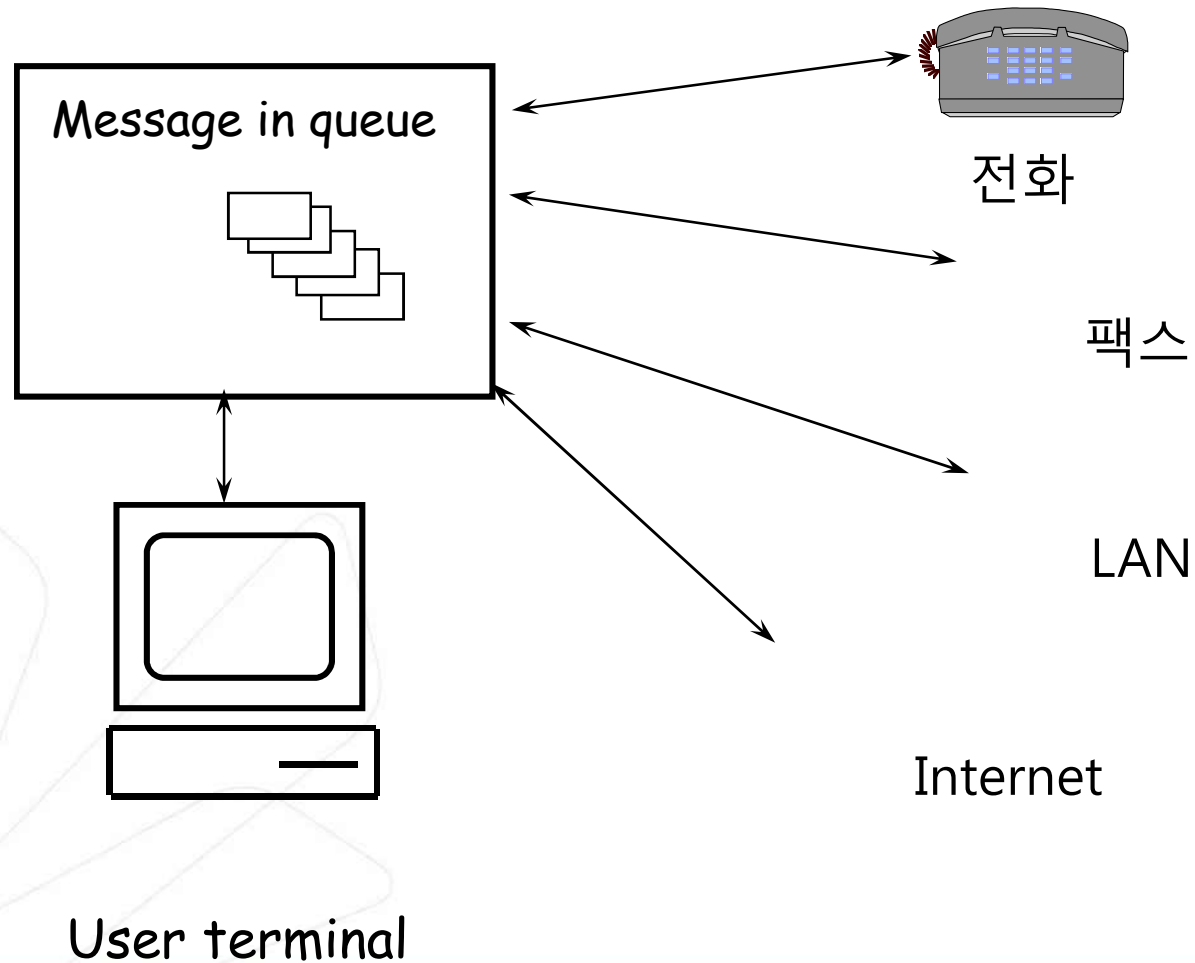 Message in queue
전화
팩스
LAN
Internet
User terminal